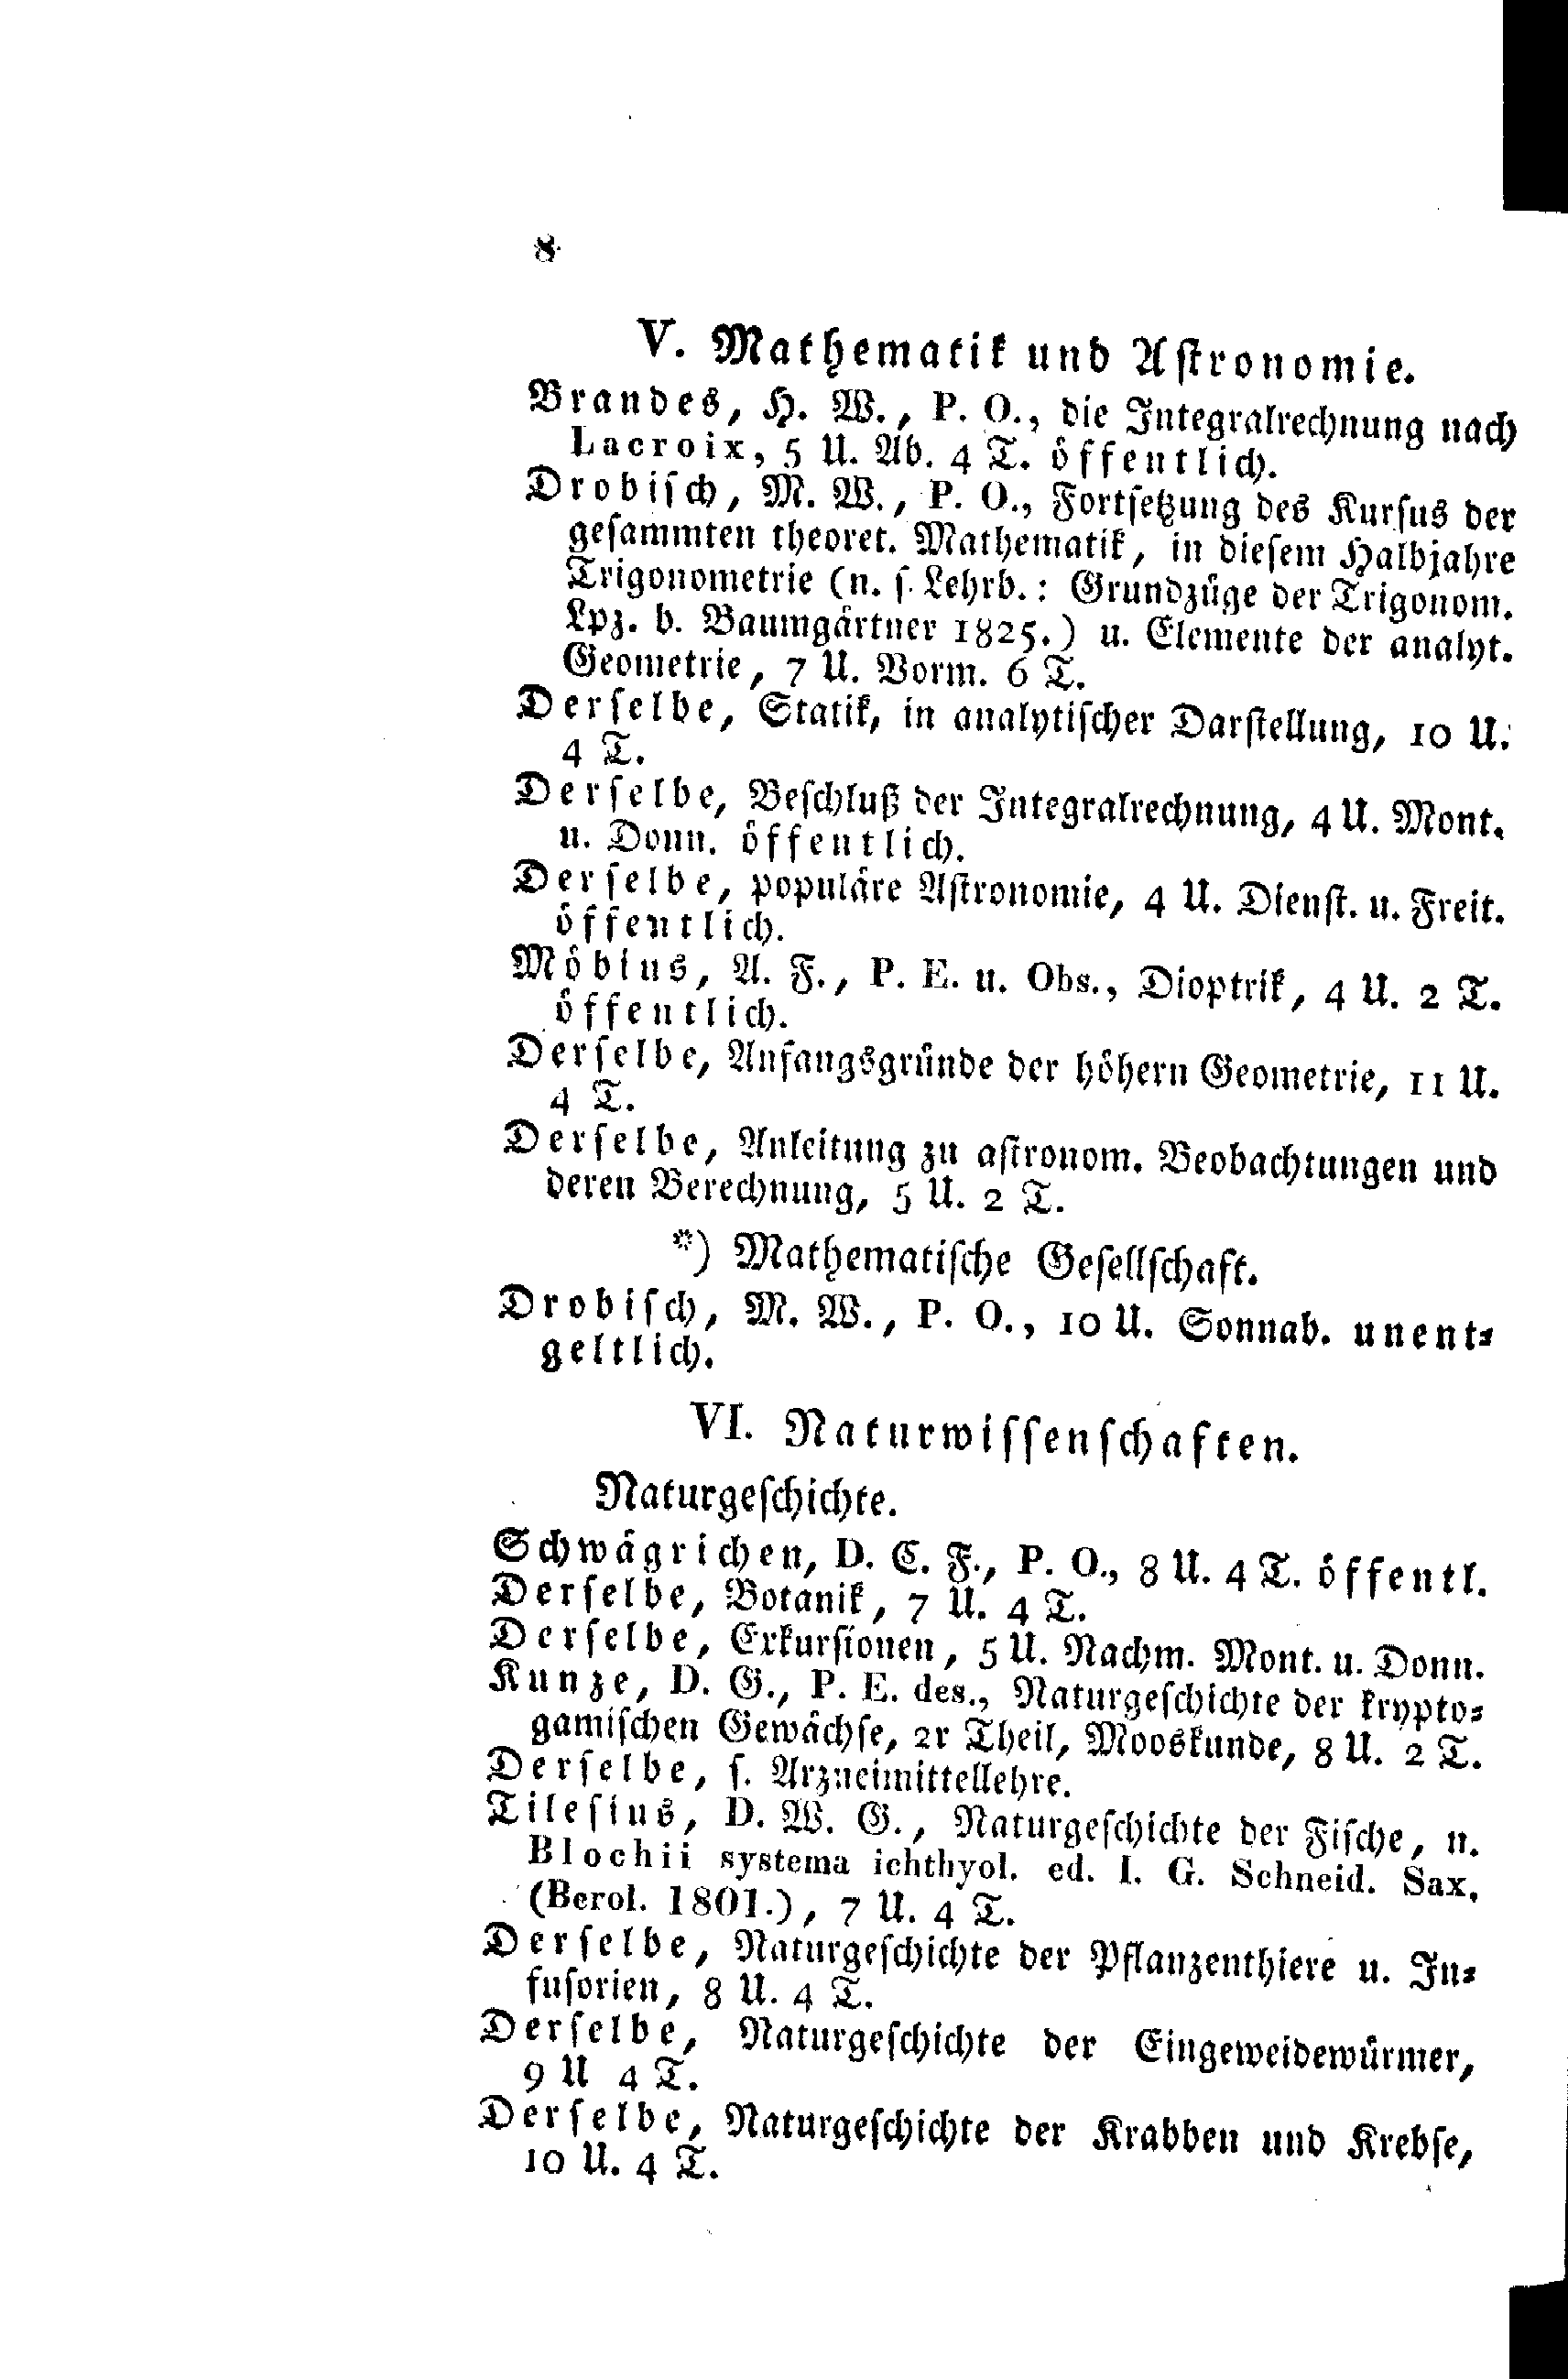 8
V. Mathematik und Astronomie.
Brandes, H. W., P. O., die Integralrechnung nach
Lacroix, 5 U. Ab. 4 T. öffentlich.
Drobisch, M. W., P. O., Fortsetzung des Kursus der
gesammten theoret. Mathematik, in diesem Halbjahre
Trigonometrie (n. s. Lehrb.: Grundzüge der Trigonom.
Lpz. b. Baumgärtner 1825.) u. Elemente der analyt.
Geometrie, 7 U. Vorm. 6 T.
Derselbe, Statik, in analytischer Darstellung, 10 U.
4 T.
Derselbe, Beschluß der Integralrechnung, 4 U. Mont.
u. Donn. öffentlich.
Derselbe, populäre Astronomie, 4 U. Dienst. u. Freit.
öffentlich.
Möbius, A. F., P. E. u. Obs., Dioptrik, 4 U. 2 T.
öffentlich.
Derselbe, Anfangsgründe der höhern Geometrie, 11 U.
4 T.
Derselbe, Anleitung zu astronom. Beobachtungen und
deren Berechnung, 5 U. 2 T.
*) Mathematische Gesellschaft.
Drobisch, M. W., P. O., 10 U. Sonnab. unent-
geltlich.
VI. Naturwissenschaften.
Naturgeschichte.
Schwägrichen, D. C. F., P. O., 8 U. 4 T. öffentl.
Derselbe, Botanik, 7 U. 4 T.
Derselbe, Exkursionen, 5 U. Nachm. Mont. u. Donn.
Kunze, D. G., P. E. des., Naturgeschichte der krypto-
gamischen Gewächse, 2r Theil, Mooskunde, 8 U. 2 T.
Derselbe, s. Arzneimittellehre.
Tilesius, D. W. G., Naturgeschichte der Fische, n.
Blochii systema ichthyol. ed. I. G. Schneid. Sax.
(Berol. 1801.), 7 U. 4 T.
Derselbe, Naturgeschichte der Pflanzenthiere u. In-
fusorien, 8 U. 4 T.
Derselbe, Naturgeschichte der Eingeweidewürmer,
9 U 4 T.
Derselbe, Naturgeschichte der Krabben und Krebse,
10 U. 4 T.